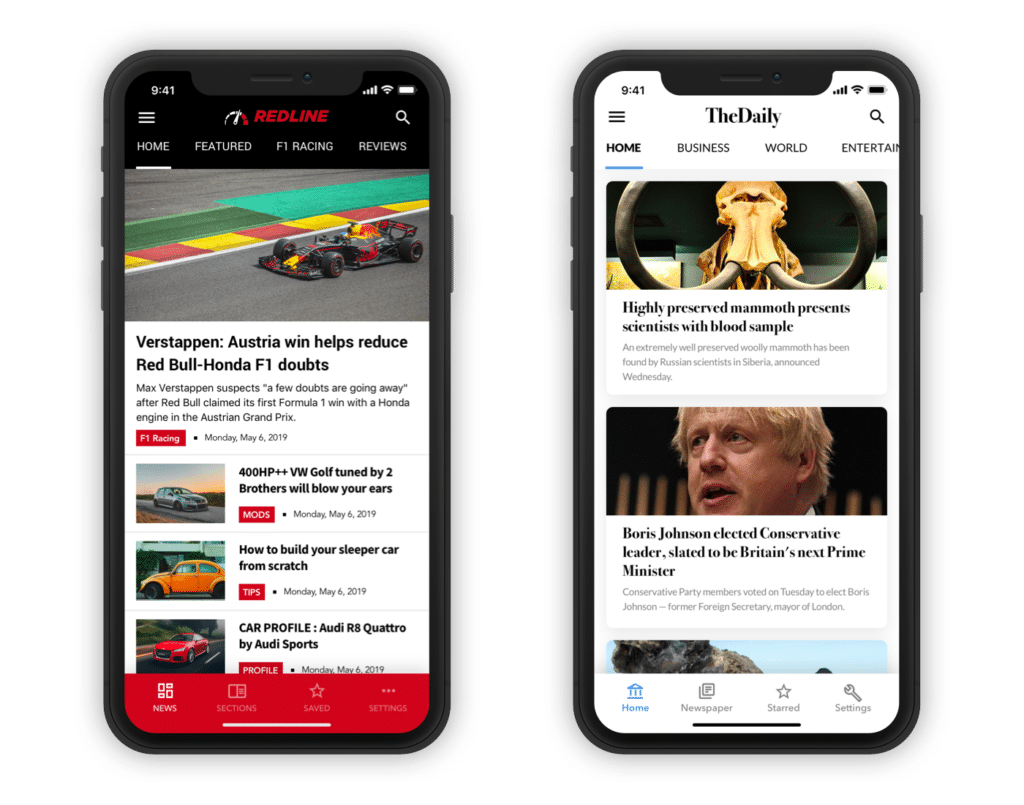 9:41
REDLINE
HOME FEATURED F1 RACING REVIEWS
Verstappen: Austria win helps reduce
Red Bull-Honda F1 doubts
Max Verstappen suspects "a few doubts are going away"
after Red Bull claimed its first Formula 1 win with a Honda
engine in the Austrian Grand Prix.
F1 Racing ▪ Monday, May 6, 2019
400HP++ VW Golf tuned by 2
Brothers will blow your ears
MODS ▪ Monday, May 6, 2019
How to build your sleeper car
from scratch
TIPS ▪ Monday, May 6, 2019
CAR PROFILE : Audi R8 Quattro
by Audi Sports
PROFILE ▪ Monday, May 6, 2019
NEWS SECTIONS SAVED SETTINGS
9:41
TheDaily
HOME BUSINESS WORLD ENTERTAIN
Highly preserved mammoth presents
scientists with blood sample
An extremely well preserved woolly mammoth has been
found by Russian scientists in Siberia, announced
Wednesday.
Boris Johnson elected Conservative
leader, slated to be Britain's next Prime
Minister
Conservative Party members voted on Tuesday to elect Boris
Johnson — former Foreign Secretary, mayor of London.
Home Newspaper Starred Settings